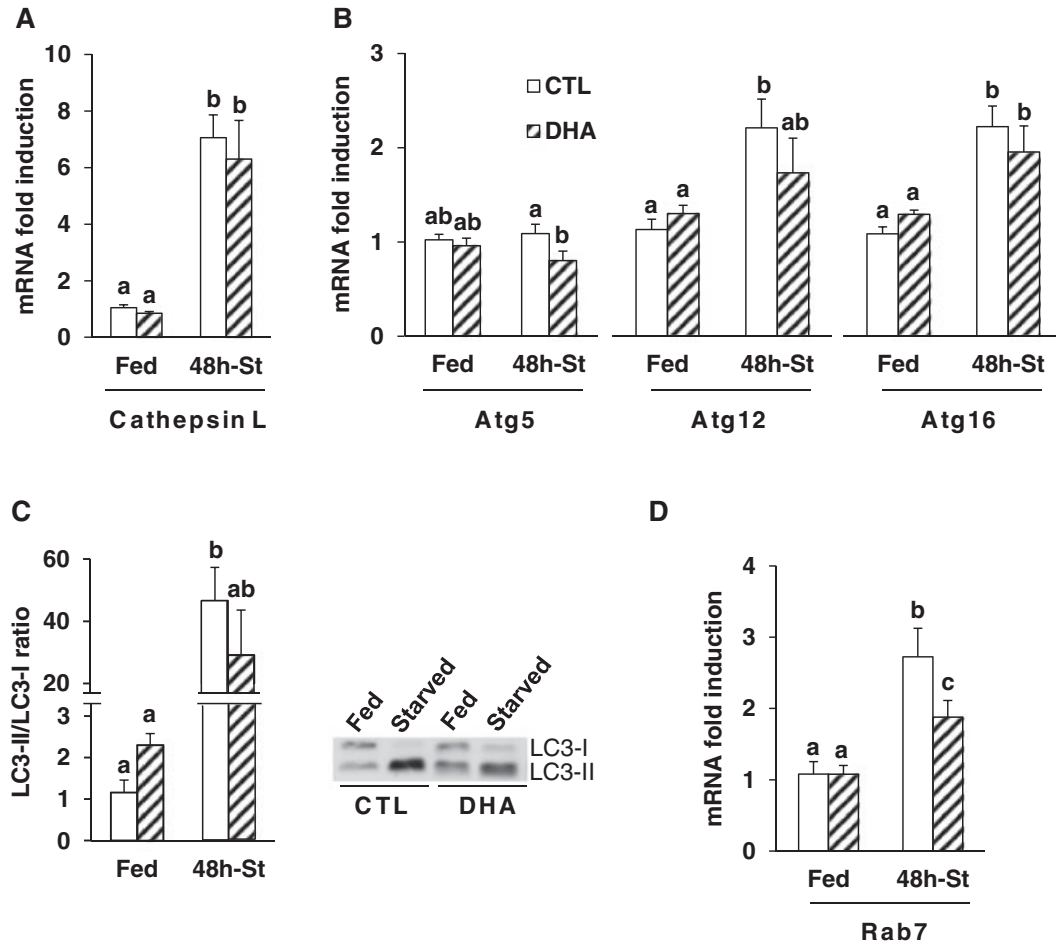 A
mRNA fold induction
10
8
6
4
2
0
b b
a a
Fed 48h-St
Cathepsin L
B
mRNA fold induction
3
2
1
0
CTL
DHA
ab ab a b
a a b ab
a a b b
Fed 48h-St Fed 48h-St Fed 48h-St
Atg5 Atg12 Atg16
C
LC3-II/LC3-I ratio
60
40
20
3
2
1
0
a a b ab
Fed 48h-St
Fed Starved Fed Starved
LC3-I
LC3-II
CTL DHA
D
mRNA fold induction
4
3
2
1
0
a a b c
Fed 48h-St
Rab7